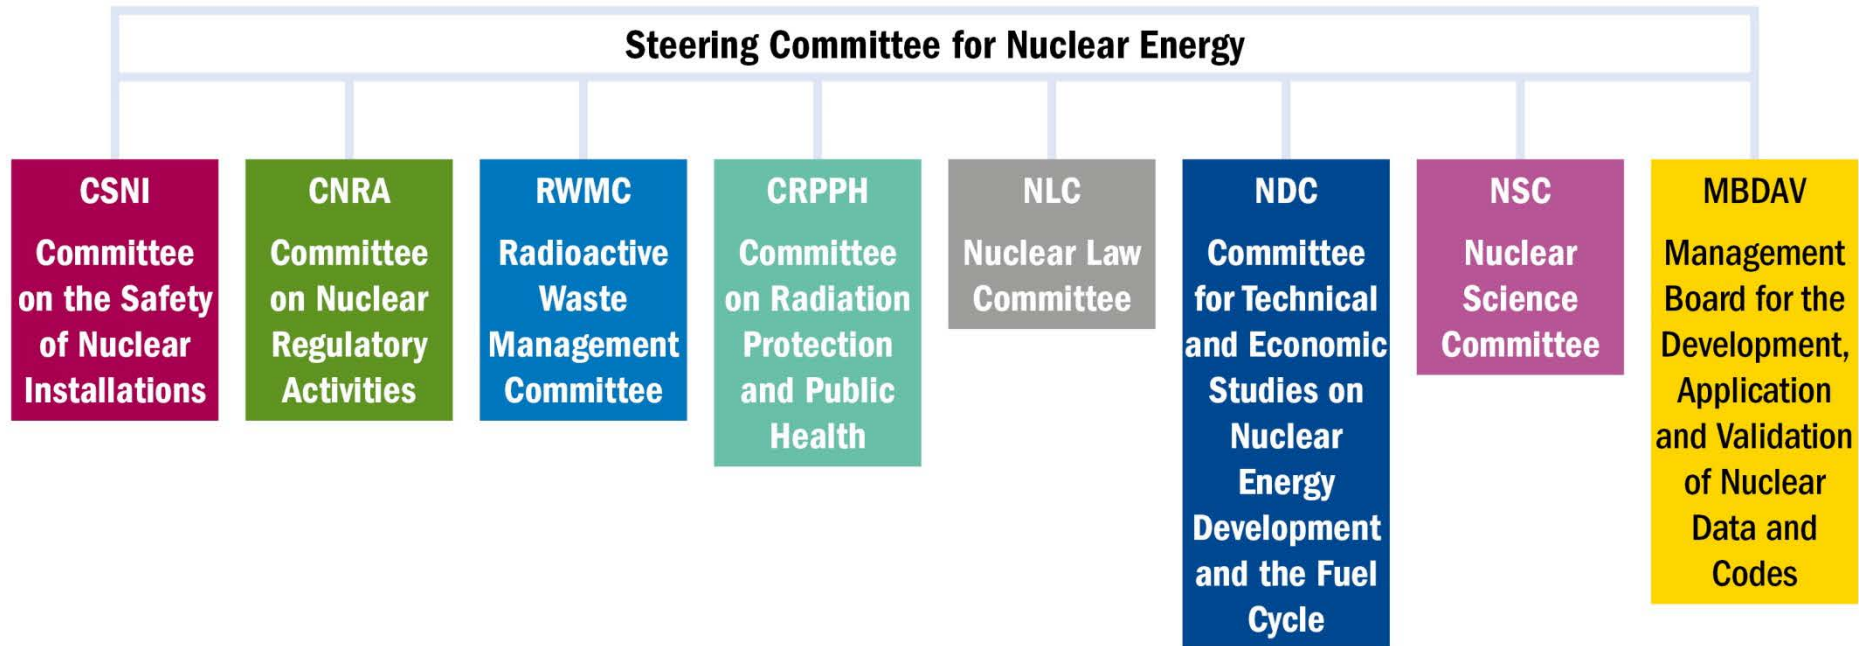 Steering Committee for Nuclear Energy
CSNI
Committee
on the Safety
of Nuclear
Installations
CNRA
Committee
on Nuclear
Regulatory
Activities
RWMC
Radioactive
Waste
Management
Committee
CRPPH
Committee
on Radiation
Protection
and Public
Health
NLC
Nuclear Law
Committee
NDC
Committee
for Technical
and Economic
Studies on
Nuclear
Energy
Development
and the Fuel
Cycle
NSC
Nuclear
Science
Committee
MBDAV
Management
Board for the
Development,
Application
and Validation
of Nuclear
Data and
Codes